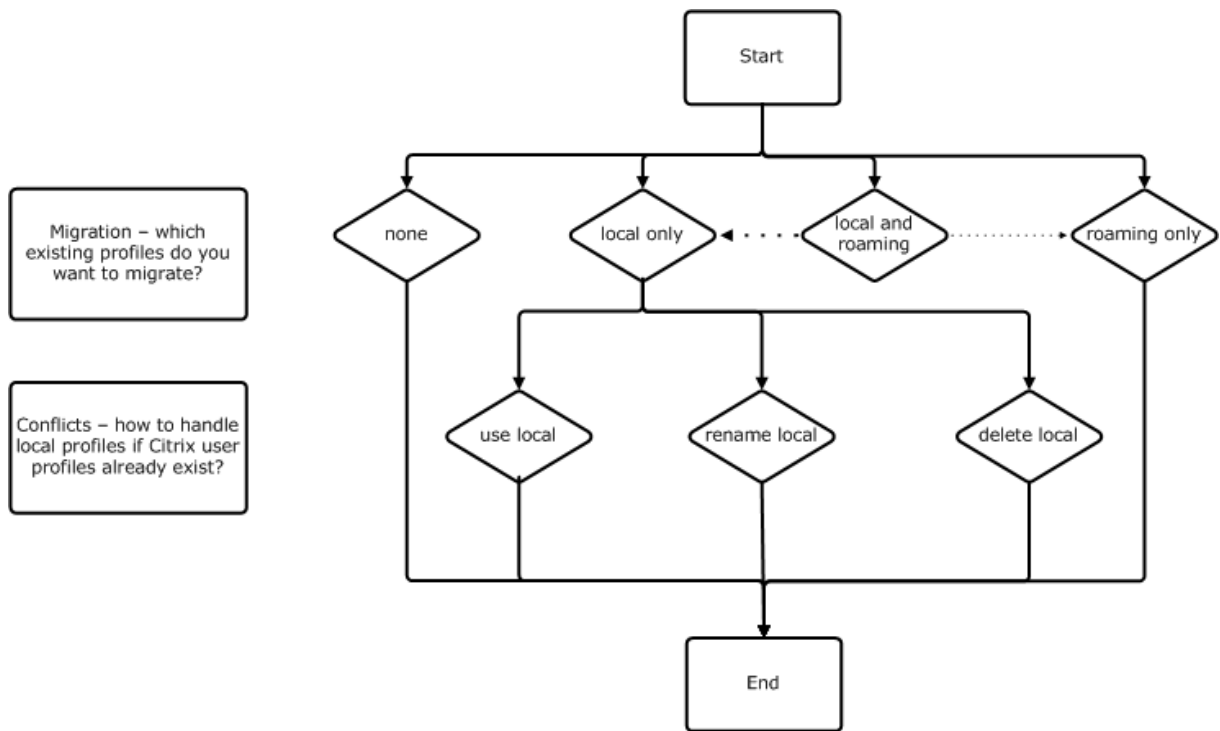 Start
Migration – which
existing profiles do you
want to migrate?
none
local only
local and
roaming
roaming only
Conflicts – how to handle
local profiles if Citrix user
profiles already exist?
use local
rename local
delete local
End